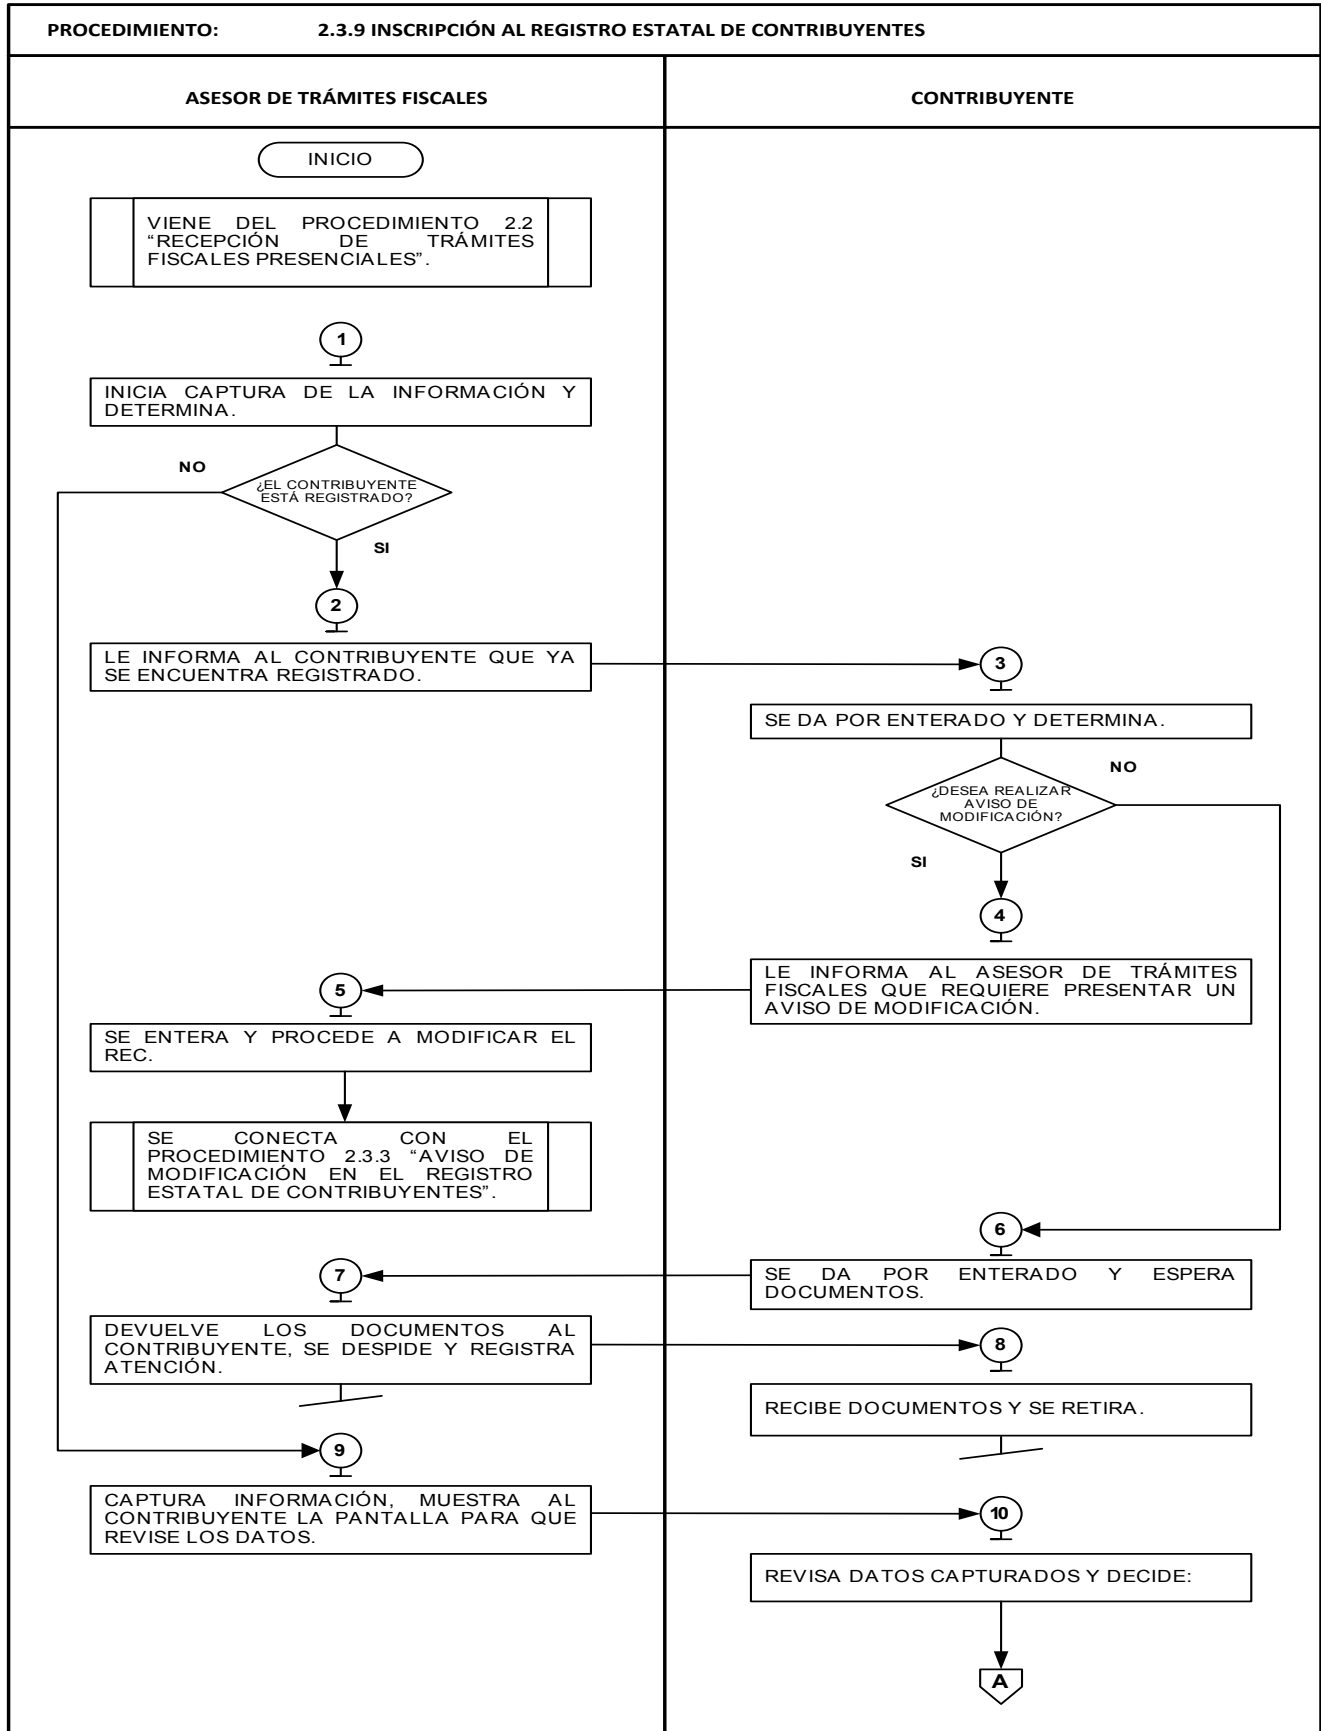 PROCEDIMIENTO: 2.3.9 INSCRIPCIÓN AL REGISTRO ESTATAL DE CONTRIBUYENTES
ASESOR DE TRÁMITES FISCALES
CONTRIBUYENTE
INICIO
VIENE DEL PROCEDIMIENTO 2.2
“RECEPCIÓN DE TRÁMITES
FISCALES PRESENCIALES”.
1
INICIA CAPTURA DE LA INFORMACIÓN Y
DETERMINA.
NO
¿EL CONTRIBUYENTE
ESTÁ REGISTRADO?
SI
2
LE INFORMA AL CONTRIBUYENTE QUE YA
SE ENCUENTRA REGISTRADO.
3
SE DA POR ENTERADO Y DETERMINA.
NO
¿DESEA REALIZAR
AVISO DE
MODIFICACIÓN?
SI
4
LE INFORMA AL ASESOR DE TRÁMITES
FISCALES QUE REQUIERE PRESENTAR UN
AVISO DE MODIFICACIÓN.
5
SE ENTERA Y PROCEDE A MODIFICAR EL
REC.
SE CONECTA CON EL
PROCEDIMIENTO 2.3.3 “AVISO DE
MODIFICACIÓN EN EL REGISTRO
ESTATAL DE CONTRIBUYENTES”.
6
SE DA POR ENTERADO Y ESPERA
DOCUMENTOS.
7
DEVUELVE LOS DOCUMENTOS AL
CONTRIBUYENTE, SE DESPIDE Y REGISTRA
ATENCIÓN.
8
RECIBE DOCUMENTOS Y SE RETIRA.
9
CAPTURA INFORMACIÓN, MUESTRA AL
CONTRIBUYENTE LA PANTALLA PARA QUE
REVISE LOS DATOS.
10
REVISA DATOS CAPTURADOS Y DECIDE:
A